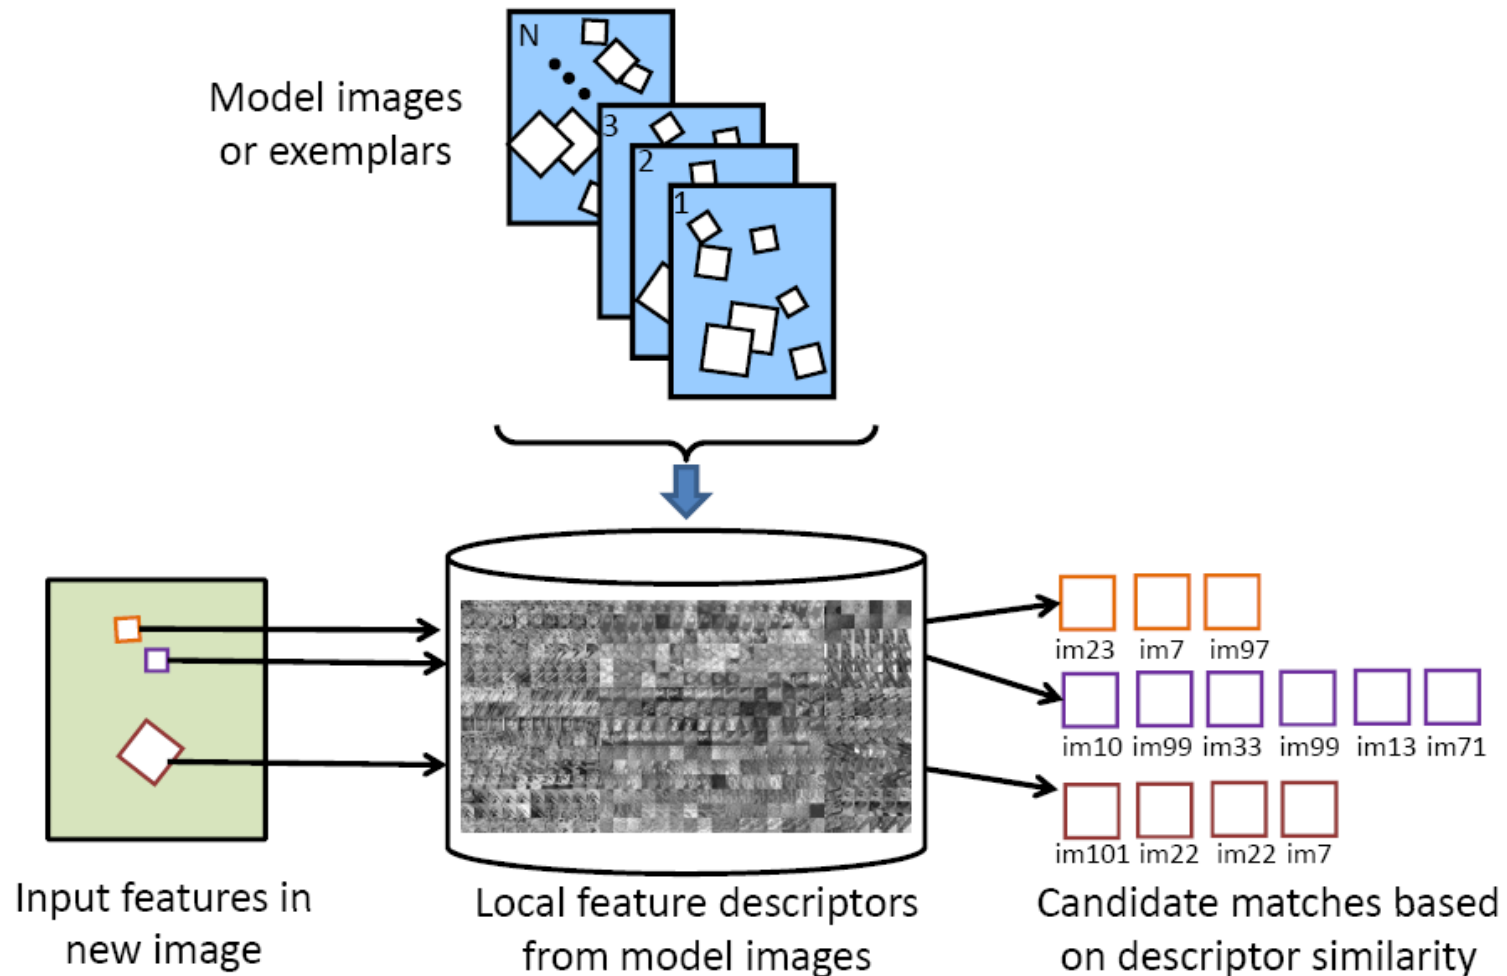 Model images
or exemplars
N
3
2
1
im23 im7 im97
im10 im99 im33 im99 im13 im71
im101 im22 im22 im7
Input features in
new image
Local feature descriptors
from model images
Candidate matches based
on descriptor similarity